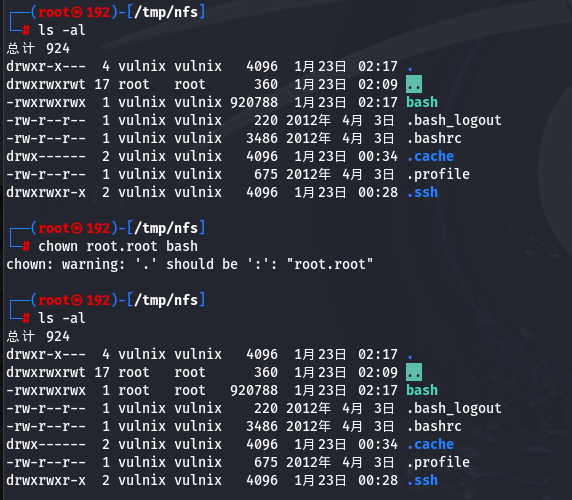 ┌──(root㉿192)-[/tmp/nfs]
└─# ls -al
总计 924
drwxr-x---  4 vulnix vulnix   4096  1月23日 02:17 .
drwxrwxrwt 17 root   root      360  1月23日 02:09 ..
-rwxrwxrwx  1 vulnix vulnix 920788  1月23日 02:17 bash
-rw-r--r--  1 vulnix vulnix    220 2012年 4月 3日 .bash_logout
-rw-r--r--  1 vulnix vulnix   3486 2012年 4月 3日 .bashrc
drwx------  2 vulnix vulnix   4096  1月23日 00:34 .cache
-rw-r--r--  1 vulnix vulnix    675 2012年 4月 3日 .profile
drwxrwxr-x  2 vulnix vulnix   4096  1月23日 00:28 .ssh
┌──(root㉿192)-[/tmp/nfs]
└─# chown root.root bash
chown: warning: '.' should be ':': "root.root"
┌──(root㉿192)-[/tmp/nfs]
└─# ls -al
总计 924
drwxr-x---  4 vulnix vulnix   4096  1月23日 02:17 .
drwxrwxrwt 17 root   root      360  1月23日 02:09 ..
-rwxrwxrwx  1 root   root   920788  1月23日 02:17 bash
-rw-r--r--  1 vulnix vulnix    220 2012年 4月 3日 .bash_logout
-rw-r--r--  1 vulnix vulnix   3486 2012年 4月 3日 .bashrc
drwx------  2 vulnix vulnix   4096  1月23日 00:34 .cache
-rw-r--r--  1 vulnix vulnix    675 2012年 4月 3日 .profile
drwxrwxr-x  2 vulnix vulnix   4096  1月23日 00:28 .ssh